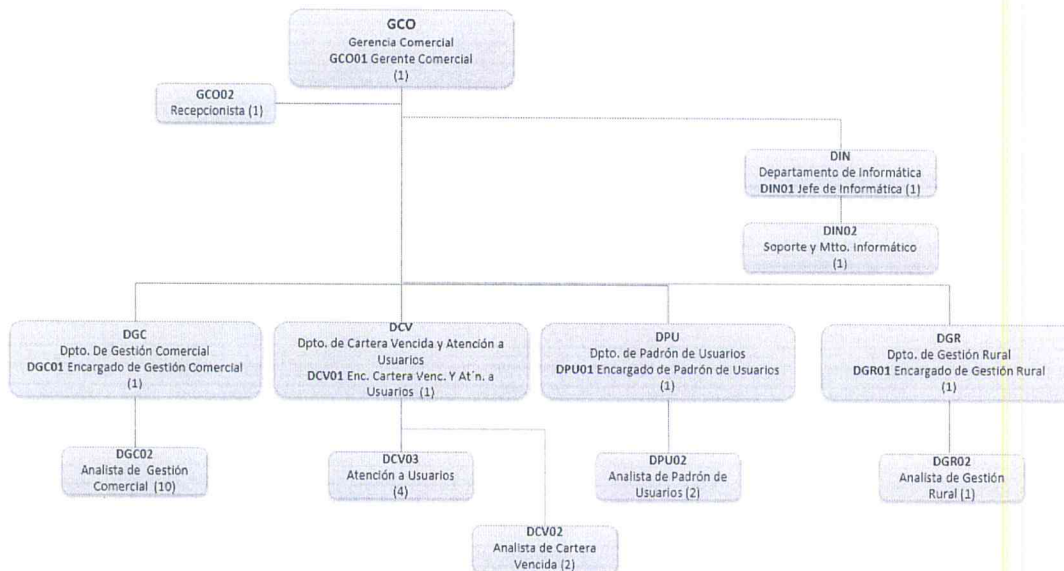 GCO
Gerencia Comercial
GCO01 Gerente Comercial
(1)
GCO02
Recepcionista (1)
DIN
Departamento de Informática
DIN01 Jefe de Informática (1)
DIN02
Soporte y Mtto. Informático
(1)
DGC
Dpto. De Gestión Comercial
DGC01 Encargado de Gestión Comercial
(1)
DCV
Dpto. de Cartera Vencida y Atención a
Usuarios
DCV01 Enc. Cartera Venc. Y At´n. a
Usuarios (1)
DPU
Dpto. de Padrón de Usuarios
DPU01 Encargado de Padrón de Usuarios
(1)
DGR
Dpto. de Gestión Rural
DGR01 Encargado de Gestión Rural
(1)
DGC02
Analista de Gestión
Comercial (10)
DCV03
Atención a Usuarios
(4)
DPU02
Analista de Padrón de
Usuarios (2)
DGR02
Analista de Gestión
Rural (1)
DCV02
Analista de Cartera
Vencida (2)